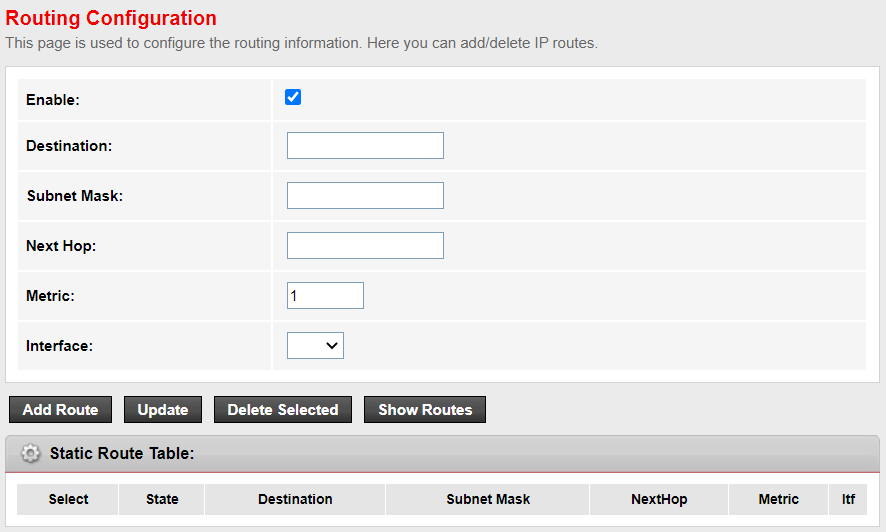 Routing Configuration
This page is used to configure the routing information. Here you can add/delete IP routes.
Enable:
Destination:
Subnet Mask:
Next Hop:
Metric: 1
Interface:
Add Route Update Delete Selected Show Routes
Static Route Table:
Select State Destination Subnet Mask NextHop Metric Itf